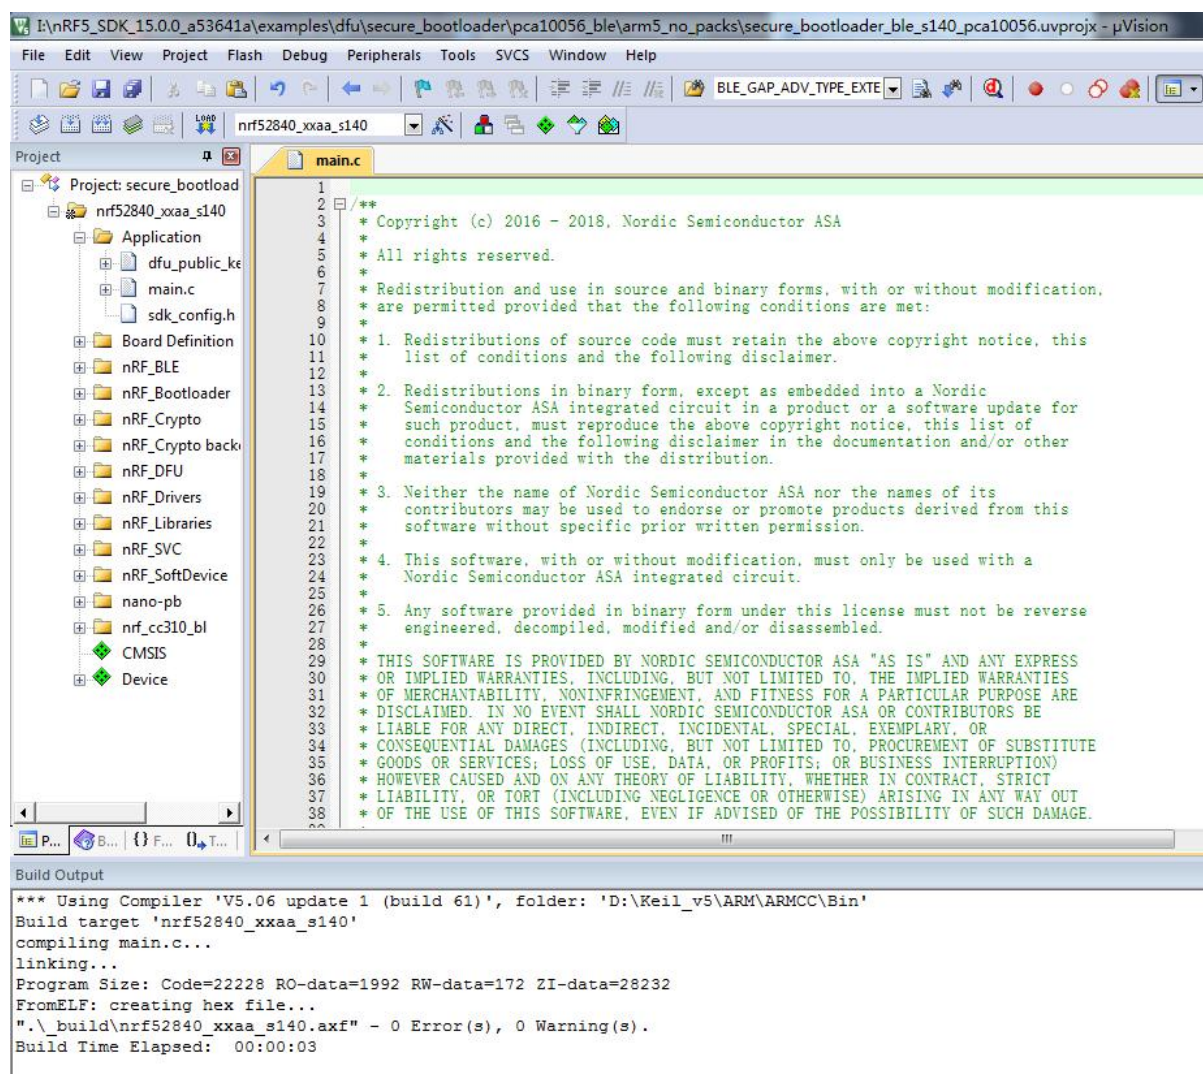 I:\nRF5_SDK_15.0.0_a53641a\examples\dfu\secure_bootloader\pca10056_ble\arm5_no_packs\secure_bootloader_ble_s140_pca10056.uvprojx - µVision
File Edit View Project Flash Debug Peripherals Tools SVCS Window Help
BLE_GAP_ADV_TYPE_EXTE
LOAD nrf52840_xxaa_s140
Project
main.c
Project: secure_bootload
nrf52840_xxaa_s140
Application
dfu_public_ke
main.c
sdk_config.h
Board Definition
nRF_BLE
nRF_Bootloader
nRF_Crypto
nRF_Crypto backe
nRF_DFU
nRF_Drivers
nRF_Libraries
nRF_SVC
nRF_SoftDevice
nano-pb
nrf_cc310_bl
CMSIS
Device
P... B... {} F... 0 T...
1
2 /**
3 * Copyright (c) 2016 - 2018, Nordic Semiconductor ASA
4 *
5 * All rights reserved.
6 *
7 * Redistribution and use in source and binary forms, with or without modification,
8 * are permitted provided that the following conditions are met:
9 *
10 * 1. Redistributions of source code must retain the above copyright notice, this
11 * list of conditions and the following disclaimer.
12 *
13 * 2. Redistributions in binary form, except as embedded into a Nordic
14 * Semiconductor ASA integrated circuit in a product or a software update for
15 * such product, must reproduce the above copyright notice, this list of
16 * conditions and the following disclaimer in the documentation and/or other
17 * materials provided with the distribution.
18 *
19 * 3. Neither the name of Nordic Semiconductor ASA nor the names of its
20 * contributors may be used to endorse or promote products derived from this
21 * software without specific prior written permission.
22 *
23 * 4. This software, with or without modification, must only be used with a
24 * Nordic Semiconductor ASA integrated circuit.
25 *
26 * 5. Any software provided in binary form under this license must not be reverse
27 * engineered, decompiled, modified and/or disassembled.
28 *
29 * THIS SOFTWARE IS PROVIDED BY NORDIC SEMICONDUCTOR ASA "AS IS" AND ANY EXPRESS
30 * OR IMPLIED WARRANTIES, INCLUDING, BUT NOT LIMITED TO, THE IMPLIED WARRANTIES
31 * OF MERCHANTABILITY, NONINFRINGEMENT, AND FITNESS FOR A PARTICULAR PURPOSE ARE
32 * DISCLAIMED. IN NO EVENT SHALL NORDIC SEMICONDUCTOR ASA OR CONTRIBUTORS BE
33 * LIABLE FOR ANY DIRECT, INDIRECT, INCIDENTAL, SPECIAL, EXEMPLARY, OR
34 * CONSEQUENTIAL DAMAGES (INCLUDING, BUT NOT LIMITED TO, PROCUREMENT OF SUBSTITUTE
35 * GOODS OR SERVICES; LOSS OF USE, DATA, OR PROFITS; OR BUSINESS INTERRUPTION)
36 * HOWEVER CAUSED AND ON ANY THEORY OF LIABILITY, WHETHER IN CONTRACT, STRICT
37 * LIABILITY, OR TORT (INCLUDING NEGLIGENCE OR OTHERWISE) ARISING IN ANY WAY OUT
38 * OF THE USE OF THIS SOFTWARE, EVEN IF ADVISED OF THE POSSIBILITY OF SUCH DAMAGE.
Build Output
*** Using Compiler 'V5.06 update 1 (build 61)', folder: 'D:\Keil_v5\ARM\ARMCC\Bin'
Build target 'nrf52840_xxaa_s140'
compiling main.c...
linking...
Program Size: Code=22228 RO-data=1992 RW-data=172 ZI-data=28232
FromELF: creating hex file...
".\_build\nrf52840_xxaa_s140.axf" - 0 Error(s), 0 Warning(s).
Build Time Elapsed: 00:00:03